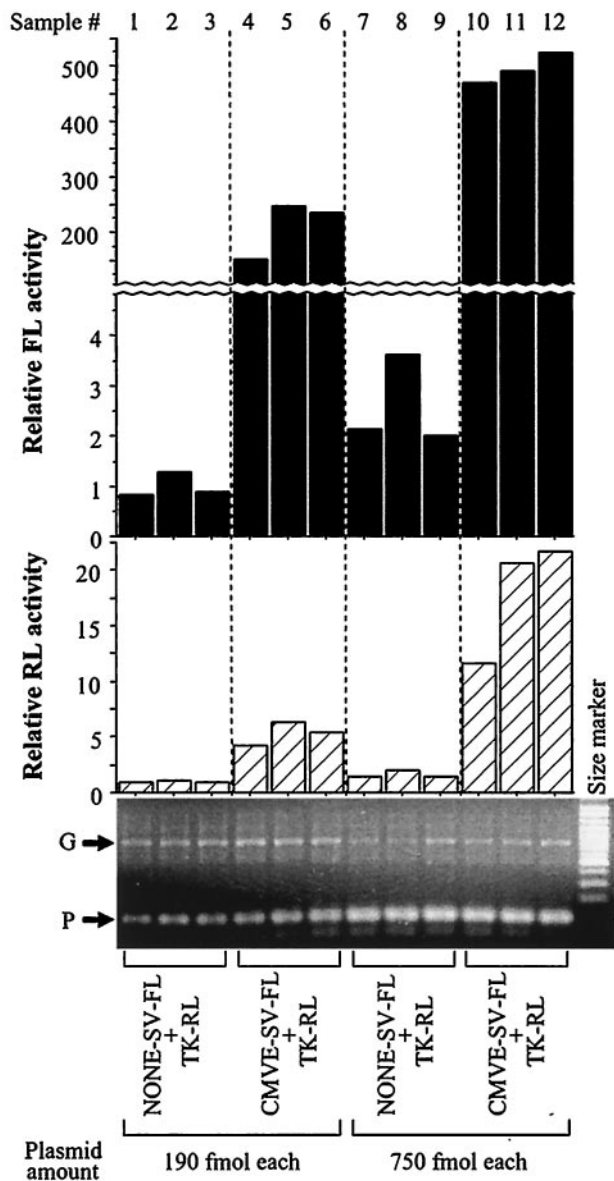 Sample # 1 2 3 4 5 6 7 8 9 10 11 12
Relative FL activity
500
400
300
200
4
3
2
1
0
Relative RL activity
20
15
10
5
0
Size marker
G
P
NONE-SV-FL
+
TK-RL
CMVE-SV-FL
+
TK-RL
NONE-SV-FL
+
TK-RL
CMVE-SV-FL
+
TK-RL
Plasmid
amount
190 fmol each
750 fmol each